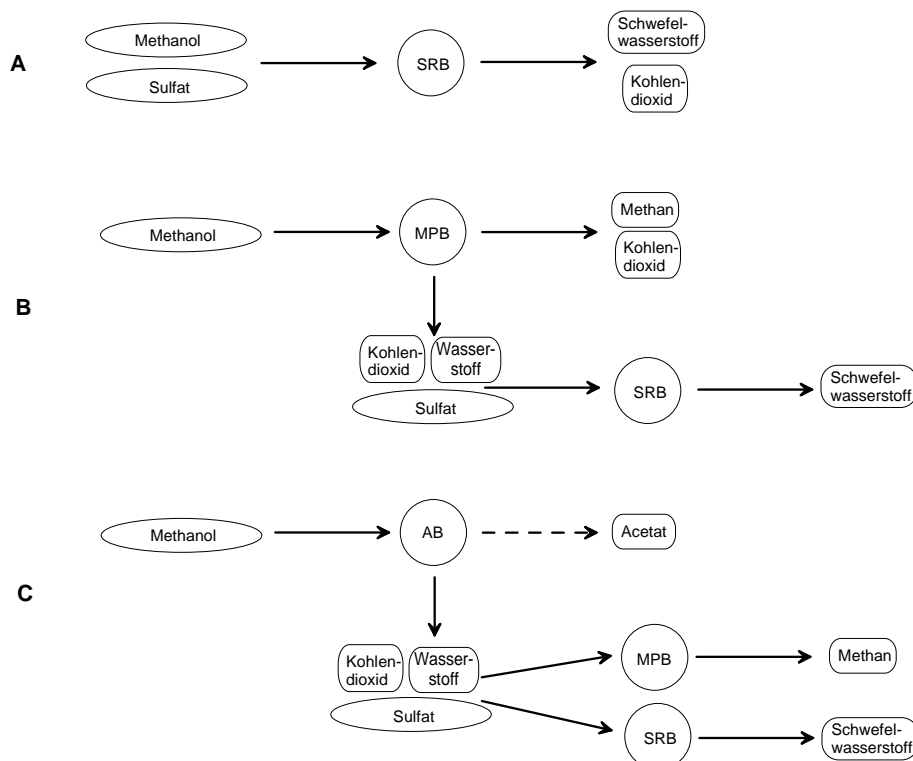 A
Methanol
Sulfat
SRB
Schwefel-
wasserstoff
Kohlen-
dioxid
B
Methanol
MPB
Methan
Kohlen-
dioxid
Kohlen-
dioxid
Wasser-
stoff
Sulfat
SRB
Schwefel-
wasserstoff
C
Methanol
AB
Acetat
Kohlen-
dioxid
Wasser-
stoff
Sulfat
MPB
Methan
SRB
Schwefel-
wasserstoff